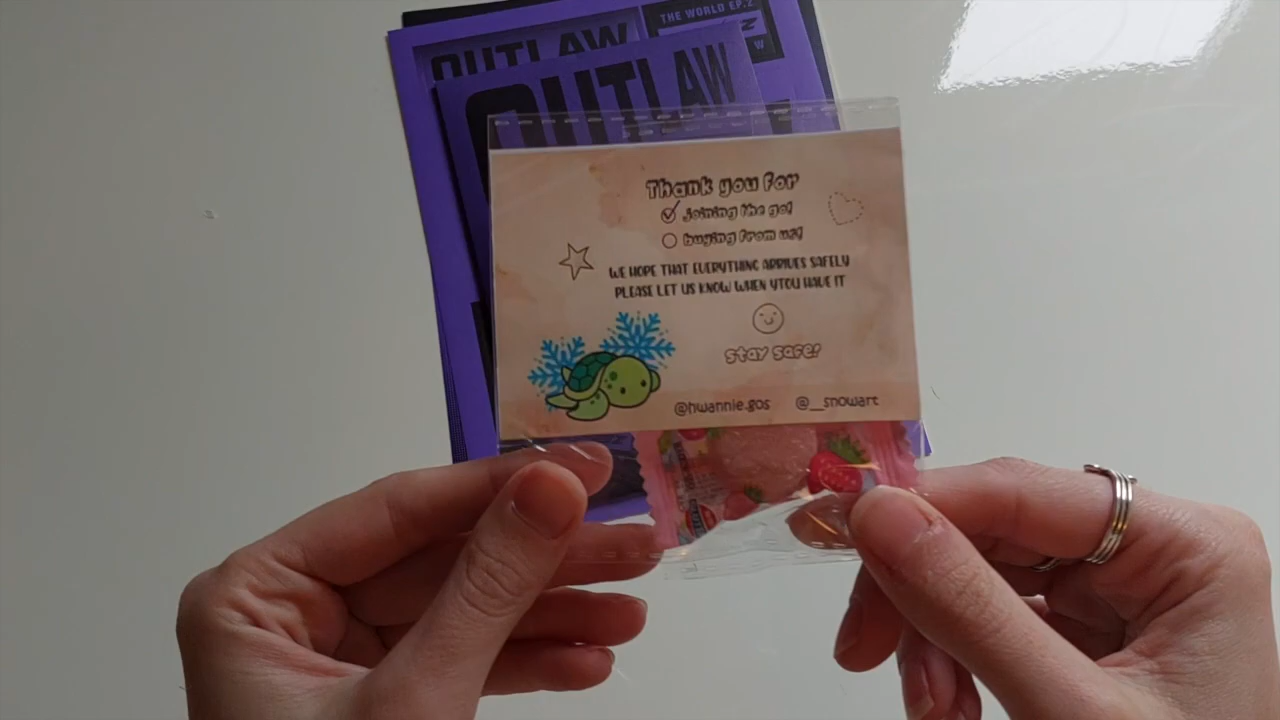 THE WORLD EP.2
OUTLAW
OUTLAW
Thank you for
joining the go!
buying from us!
WE HOPE THAT EVERYTHING ARRIVES SAFELY
PLEASE LET US KNOW WHEN YTOU HAVE IT
stay safe!
@hwannie.gos @__snowart